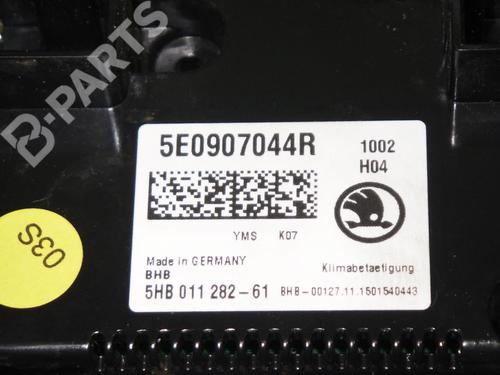 5E0907044R
1002
H04
YMS K07
Made in GERMANY
BHB
Klimabetaetigung
5HB 011 282-61
BHB-00127.11.1501540443
03S
B-PARTS
B-PARTS